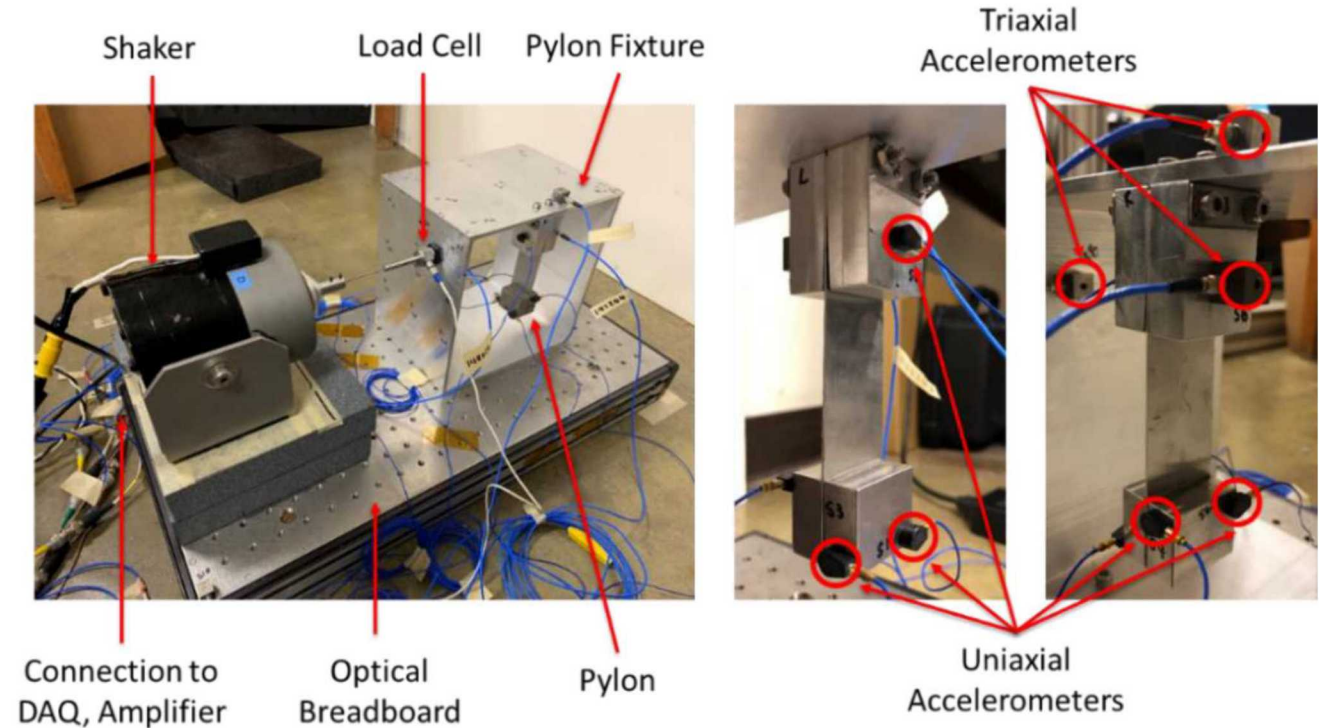 Shaker
Load Cell
Pylon Fixture
Triaxial
Accelerometers
L
S3
S8
Connection to
DAQ, Amplifier
Optical
Breadboard
Pylon
Uniaxial
Accelerometers